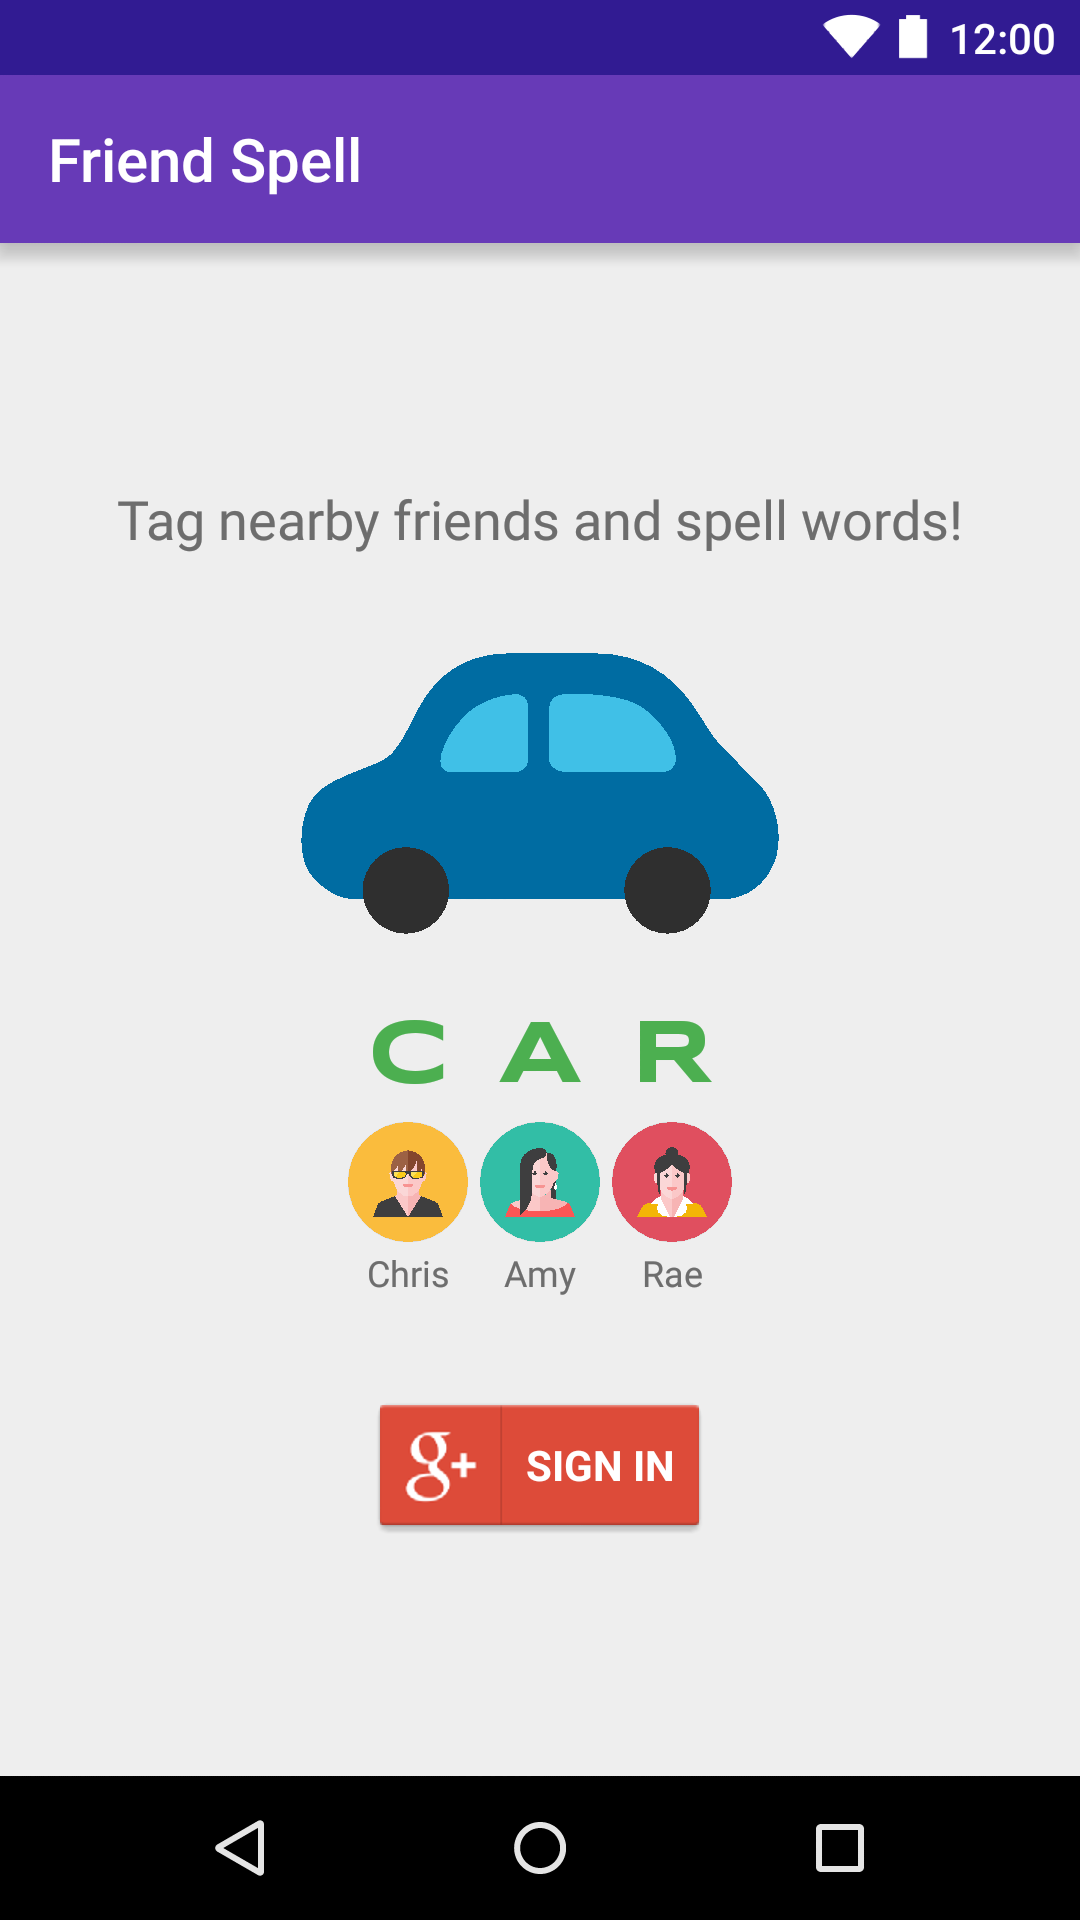 12:00
Friend Spell
Tag nearby friends and spell words!
C A R
Chris Amy Rae
g+ SIGN IN